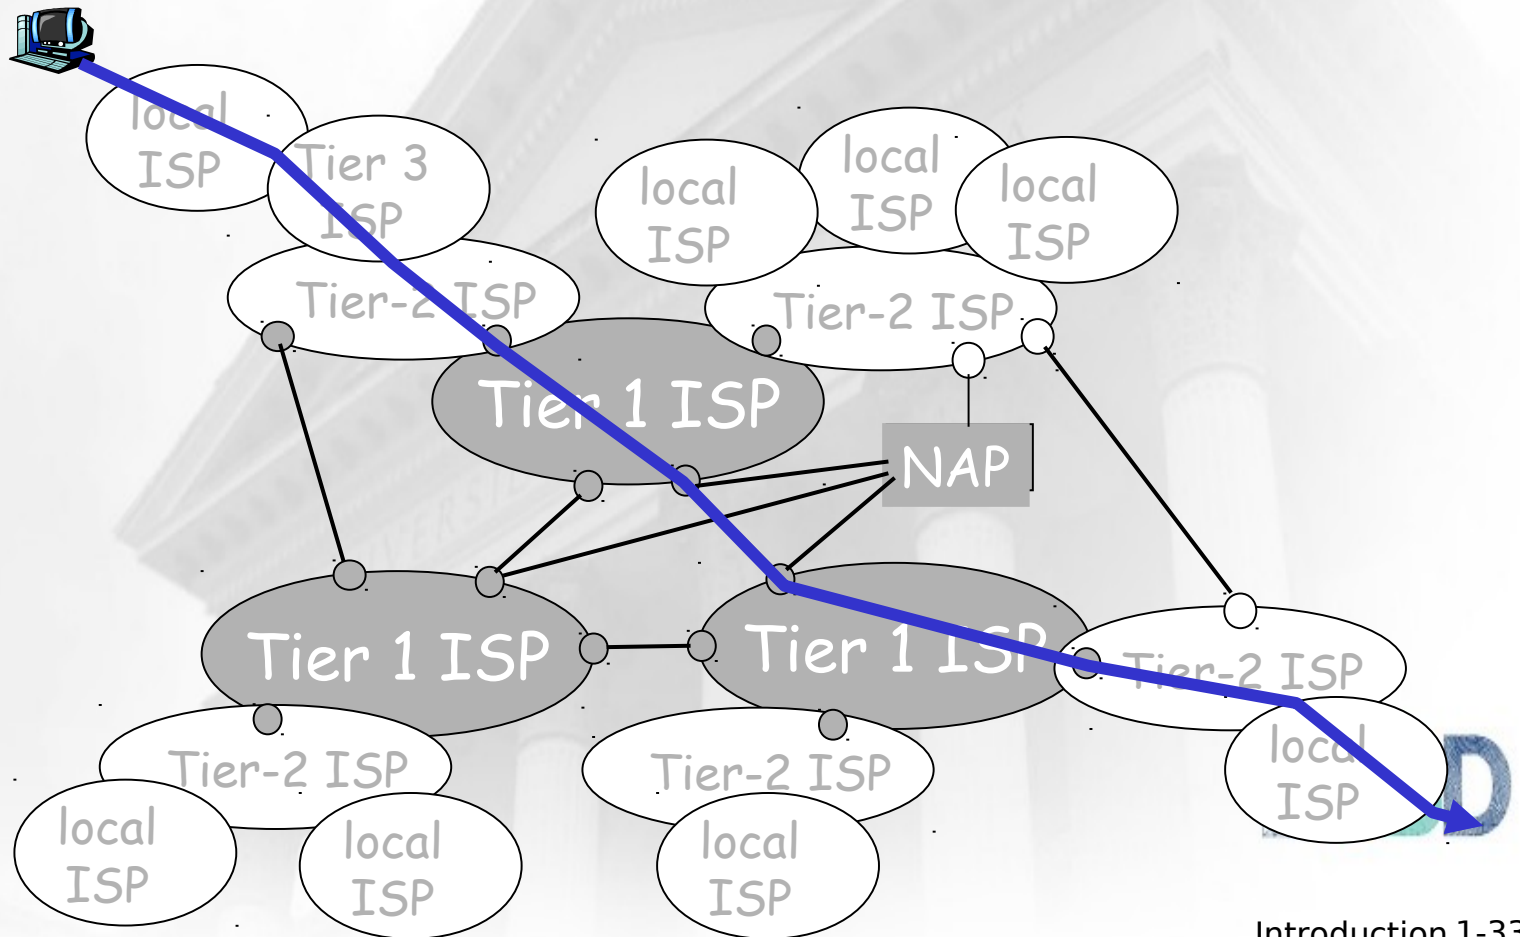 local
ISP
Tier 3
ISP
local
ISP
local
ISP
local
ISP
Tier-2 ISP
Tier-2 ISP
Tier 1 ISP
NAP
Tier 1 ISP
Tier 1 ISP
Tier-2 ISP
local
ISP
Tier-2 ISP
Tier-2 ISP
local
ISP
local
ISP
local
ISP
Introduction 1-33